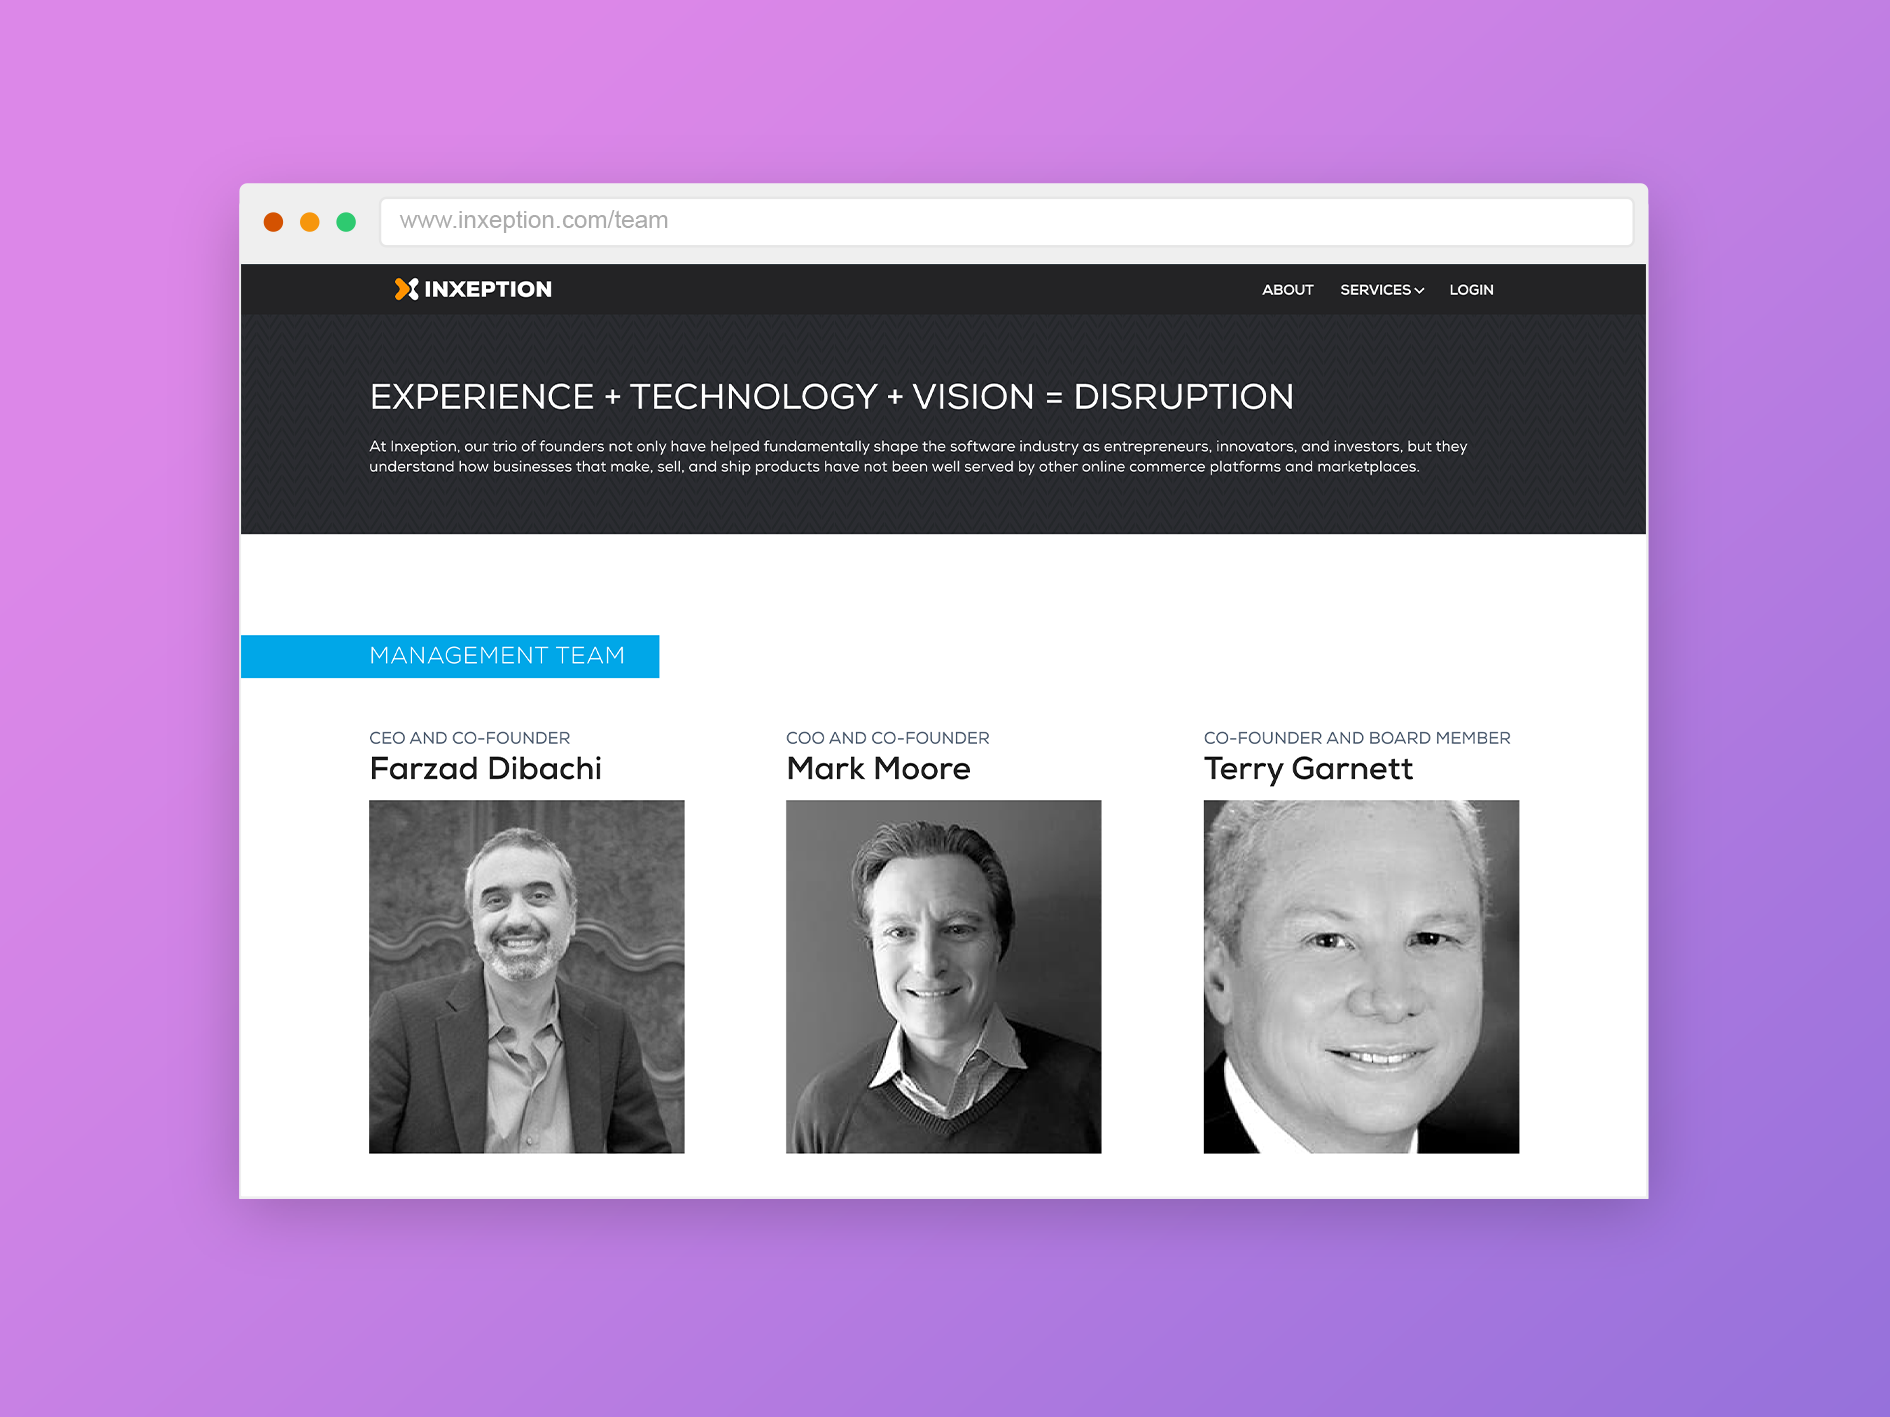 www.inxeption.com/team
INXEPTION
ABOUT SERVICES LOGIN
EXPERIENCE + TECHNOLOGY + VISION = DISRUPTION
At Inxeption, our trio of founders not only have helped fundamentally shape the software industry as entrepreneurs, innovators, and investors, but they
understand how businesses that make, sell, and ship products have not been well served by other online commerce platforms and marketplaces.
MANAGEMENT TEAM
CEO AND CO-FOUNDER
Farzad Dibachi
COO AND CO-FOUNDER
Mark Moore
CO-FOUNDER AND BOARD MEMBER
Terry Garnett